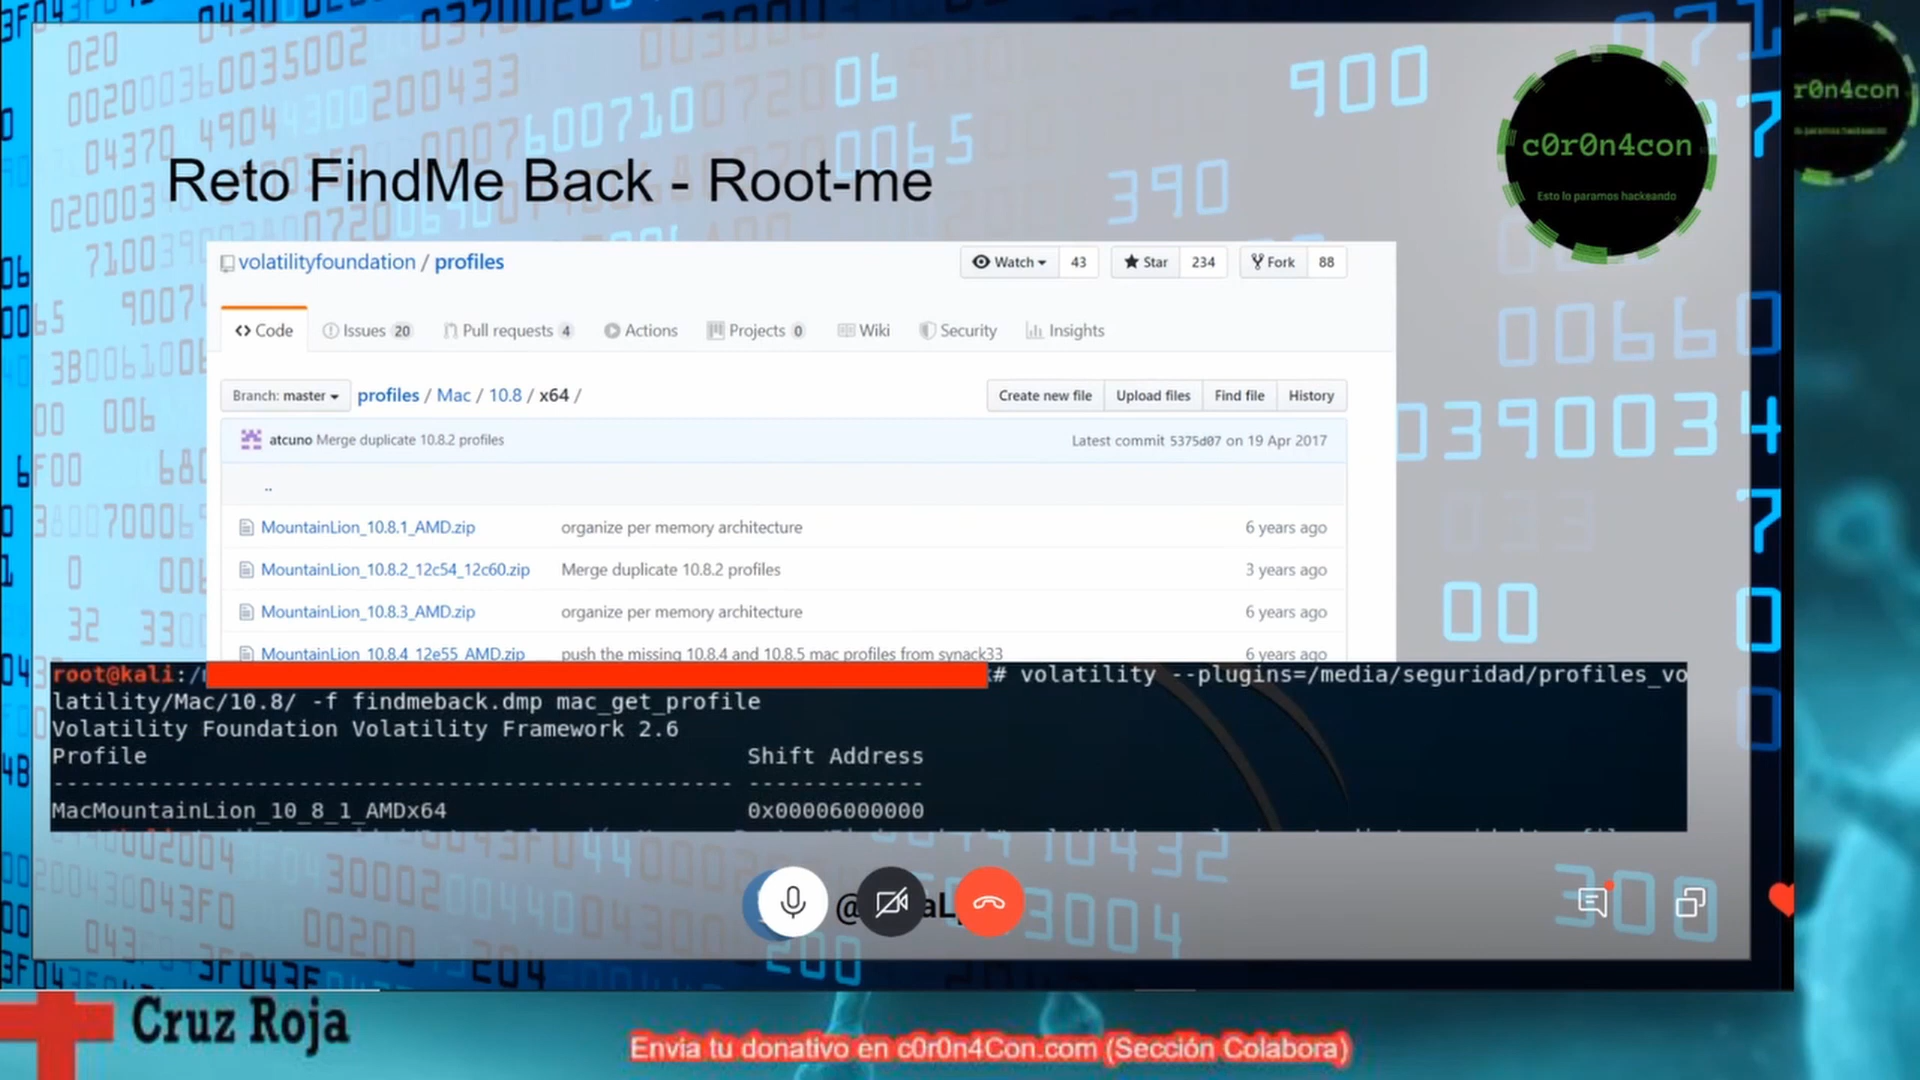 Reto FindMe Back - Root-me
c0r0n4con
Esto lo paramos hackeando
r0n4con
volatilityfoundation / profiles
Watch 43 Star 234 Fork 88
Code Issues 20 Pull requests 4 Actions Projects 0 Wiki Security Insights
Branch: master profiles / Mac / 10.8 / x64 / Create new file Upload files Find file History
atcuno Merge duplicate 10.8.2 profiles Latest commit 5375d07 on 19 Apr 2017
..
MountainLion_10.8.1_AMD.zip organize per memory architecture 6 years ago
MountainLion_10.8.2_12c54_12c60.zip Merge duplicate 10.8.2 profiles 3 years ago
MountainLion_10.8.3_AMD.zip organize per memory architecture 6 years ago
MountainLion_10.8.4_12e55_AMD.zip push the missing 10.8.4 and 10.8.5 mac profiles from synack33 6 years ago
root@kali:/ # volatility --plugins=/media/seguridad/profiles_vo
latility/Mac/10.8/ -f findmeback.dmp mac_get_profile
Volatility Foundation Volatility Framework 2.6
Profile Shift Address
-------------------------------------------------- -------------
MacMountainLion_10_8_1_AMDx64 0x00006000000
Cruz Roja
Envia tu donativo en c0r0n4Con.com (Sección Colabora)